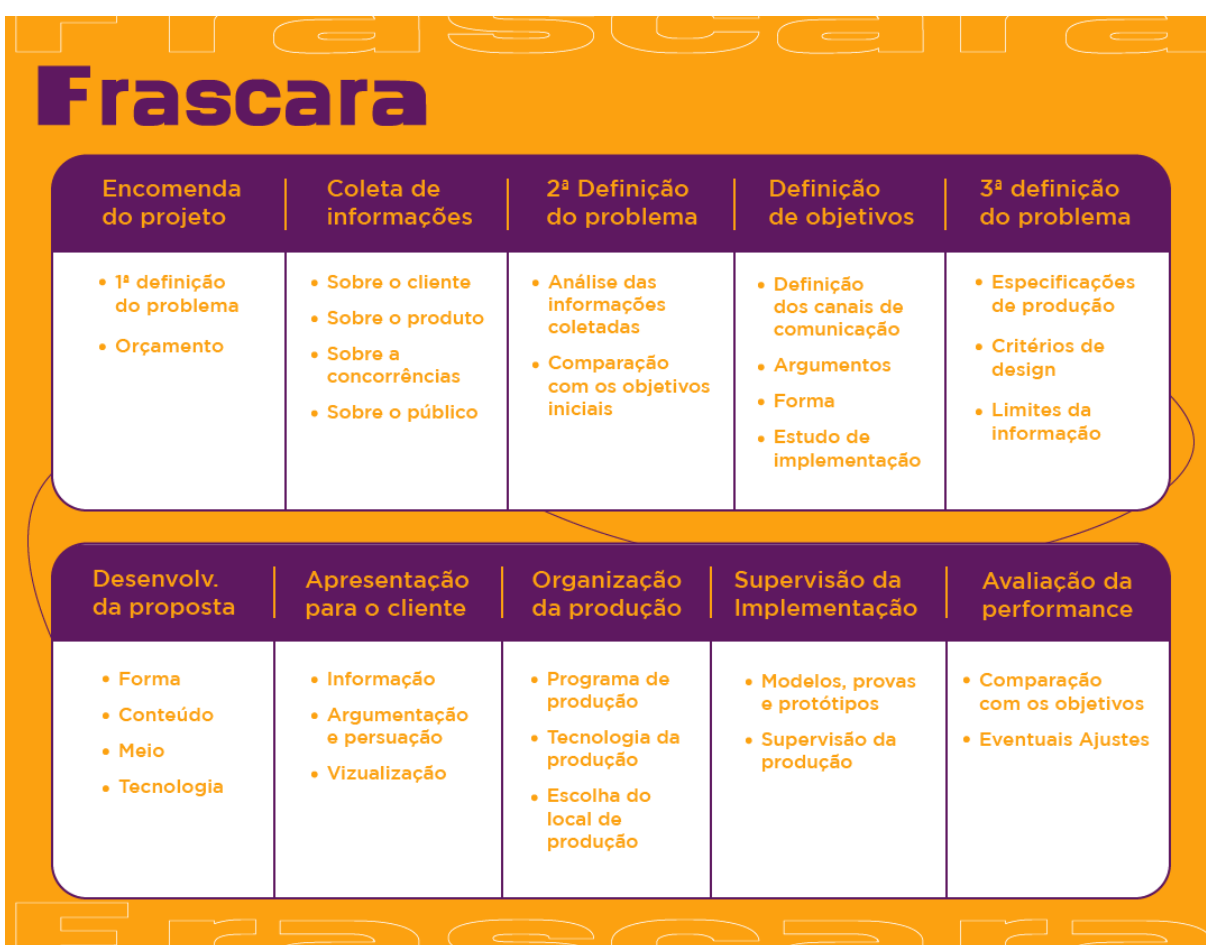 Frascara
Frascara
Encomenda
do projeto
• 1ª definição
do problema
• Orçamento
Coleta de
informações
• Sobre o cliente
• Sobre o produto
• Sobre a
concorrências
• Sobre o público
2ª Definição
do problema
• Análise das
informações
coletadas
• Comparação
com os objetivos
iniciais
Definição
de objetivos
• Definição
dos canais de
comunicação
• Argumentos
• Forma
• Estudo de
implementação
3ª definição
do problema
• Especificações
de produção
• Critérios de
design
• Limites da
informação
Desenvolv.
da proposta
• Forma
• Conteúdo
• Meio
• Tecnologia
Apresentação
para o cliente
• Informação
• Argumentação
e persuação
• Vizualização
Organização
da produção
• Programa de
produção
• Tecnologia da
produção
• Escolha do
local de
produção
Supervisão da
Implementação
• Modelos, provas
e protótipos
• Supervisão da
produção
Avaliação da
performance
• Comparação
com os objetivos
• Eventuais Ajustes
Frascara